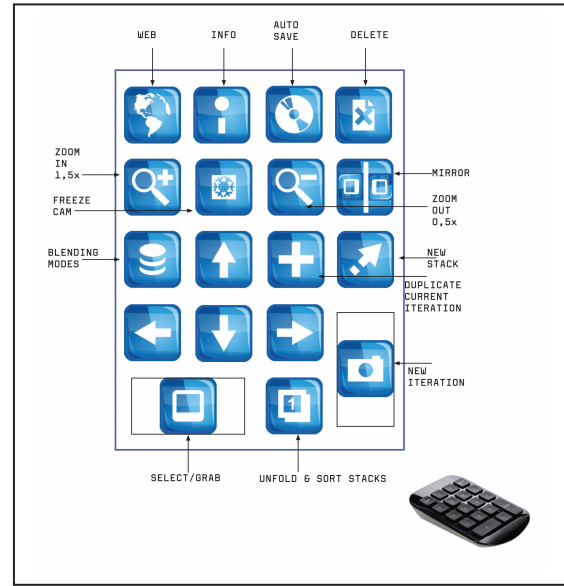 WEB
INFO
AUTO
SAVE
DELETE
ZOOM
IN
1,5x
MIRROR
FREEZE
CAM
ZOOM
OUT
0,5x
BLENDING
MODES
NEW
STACK
DUPLICATE
CURRENT
ITERATION
NEW
ITERATION
1
SELECT/GRAB
UNFOLD & SORT STACKS